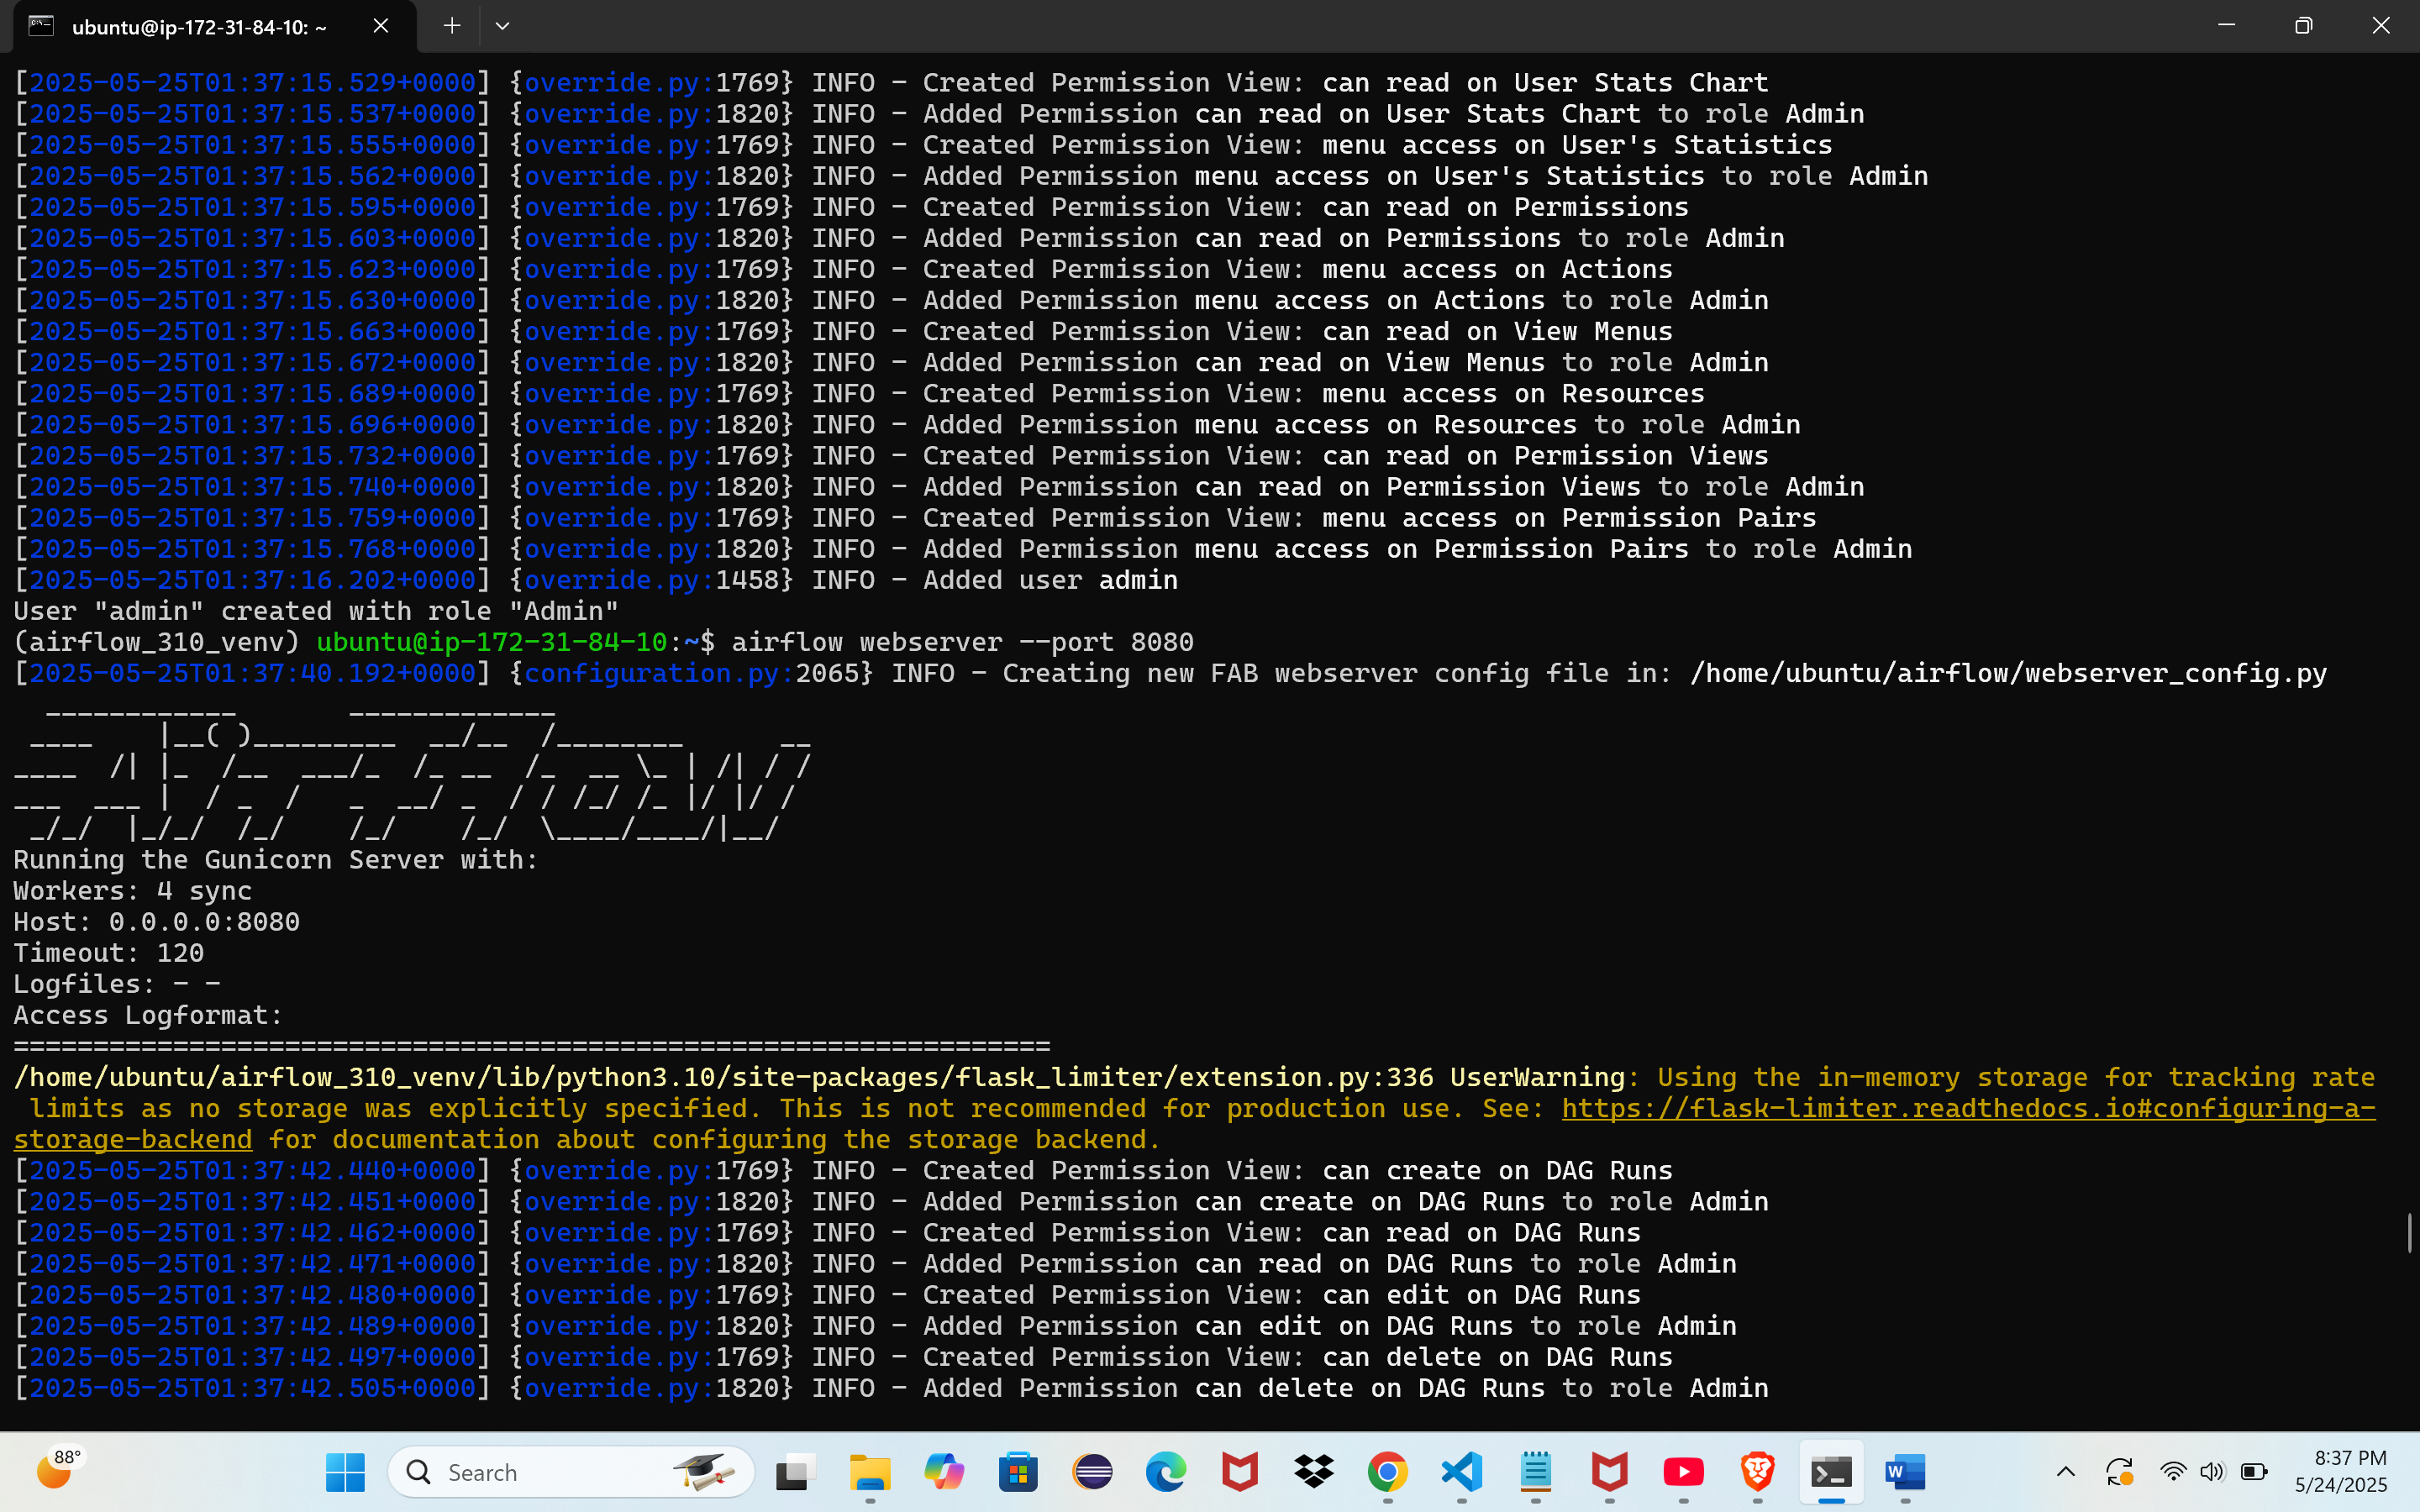 ubuntu@ip-172-31-84-10: ~
[2025-05-25T01:37:15.529+0000] {override.py:1769} INFO - Created Permission View: can read on User Stats Chart
[2025-05-25T01:37:15.537+0000] {override.py:1820} INFO - Added Permission can read on User Stats Chart to role Admin
[2025-05-25T01:37:15.555+0000] {override.py:1769} INFO - Created Permission View: menu access on User's Statistics
[2025-05-25T01:37:15.562+0000] {override.py:1820} INFO - Added Permission menu access on User's Statistics to role Admin
[2025-05-25T01:37:15.595+0000] {override.py:1769} INFO - Created Permission View: can read on Permissions
[2025-05-25T01:37:15.603+0000] {override.py:1820} INFO - Added Permission can read on Permissions to role Admin
[2025-05-25T01:37:15.623+0000] {override.py:1769} INFO - Created Permission View: menu access on Actions
[2025-05-25T01:37:15.630+0000] {override.py:1820} INFO - Added Permission menu access on Actions to role Admin
[2025-05-25T01:37:15.663+0000] {override.py:1769} INFO - Created Permission View: can read on View Menus
[2025-05-25T01:37:15.672+0000] {override.py:1820} INFO - Added Permission can read on View Menus to role Admin
[2025-05-25T01:37:15.689+0000] {override.py:1769} INFO - Created Permission View: menu access on Resources
[2025-05-25T01:37:15.696+0000] {override.py:1820} INFO - Added Permission menu access on Resources to role Admin
[2025-05-25T01:37:15.732+0000] {override.py:1769} INFO - Created Permission View: can read on Permission Views
[2025-05-25T01:37:15.740+0000] {override.py:1820} INFO - Added Permission can read on Permission Views to role Admin
[2025-05-25T01:37:15.759+0000] {override.py:1769} INFO - Created Permission View: menu access on Permission Pairs
[2025-05-25T01:37:15.768+0000] {override.py:1820} INFO - Added Permission menu access on Permission Pairs to role Admin
[2025-05-25T01:37:16.202+0000] {override.py:1458} INFO - Added user admin
User "admin" created with role "Admin"
(airflow_310_venv) ubuntu@ip-172-31-84-10:~$ airflow webserver --port 8080
[2025-05-25T01:37:40.192+0000] {configuration.py:2065} INFO - Creating new FAB webserver config file in: /home/ubuntu/airflow/webserver_config.py
  ____________       _____________
 ____    |__( )_________  __/__  /________      __
____  /| |_  /__  ___/_  /_ __  /_  __ \_ | /| / /
___  ___ |  / _  /   _  __/ _  / / /_/ /_ |/ |/ /
 _/_/  |_/_/  /_/    /_/    /_/  \____/____/|__/
Running the Gunicorn Server with:
Workers: 4 sync
Host: 0.0.0.0:8080
Timeout: 120
Logfiles: - -
Access Logformat:
=================================================================
/home/ubuntu/airflow_310_venv/lib/python3.10/site-packages/flask_limiter/extension.py:336 UserWarning: Using the in-memory storage for tracking rate
 limits as no storage was explicitly specified. This is not recommended for production use. See: https://flask-limiter.readthedocs.io#configuring-a-
storage-backend for documentation about configuring the storage backend.
[2025-05-25T01:37:42.440+0000] {override.py:1769} INFO - Created Permission View: can create on DAG Runs
[2025-05-25T01:37:42.451+0000] {override.py:1820} INFO - Added Permission can create on DAG Runs to role Admin
[2025-05-25T01:37:42.462+0000] {override.py:1769} INFO - Created Permission View: can read on DAG Runs
[2025-05-25T01:37:42.471+0000] {override.py:1820} INFO - Added Permission can read on DAG Runs to role Admin
[2025-05-25T01:37:42.480+0000] {override.py:1769} INFO - Created Permission View: can edit on DAG Runs
[2025-05-25T01:37:42.489+0000] {override.py:1820} INFO - Added Permission can edit on DAG Runs to role Admin
[2025-05-25T01:37:42.497+0000] {override.py:1769} INFO - Created Permission View: can delete on DAG Runs
[2025-05-25T01:37:42.505+0000] {override.py:1820} INFO - Added Permission can delete on DAG Runs to role Admin
88°
Search
8:37 PM
5/24/2025